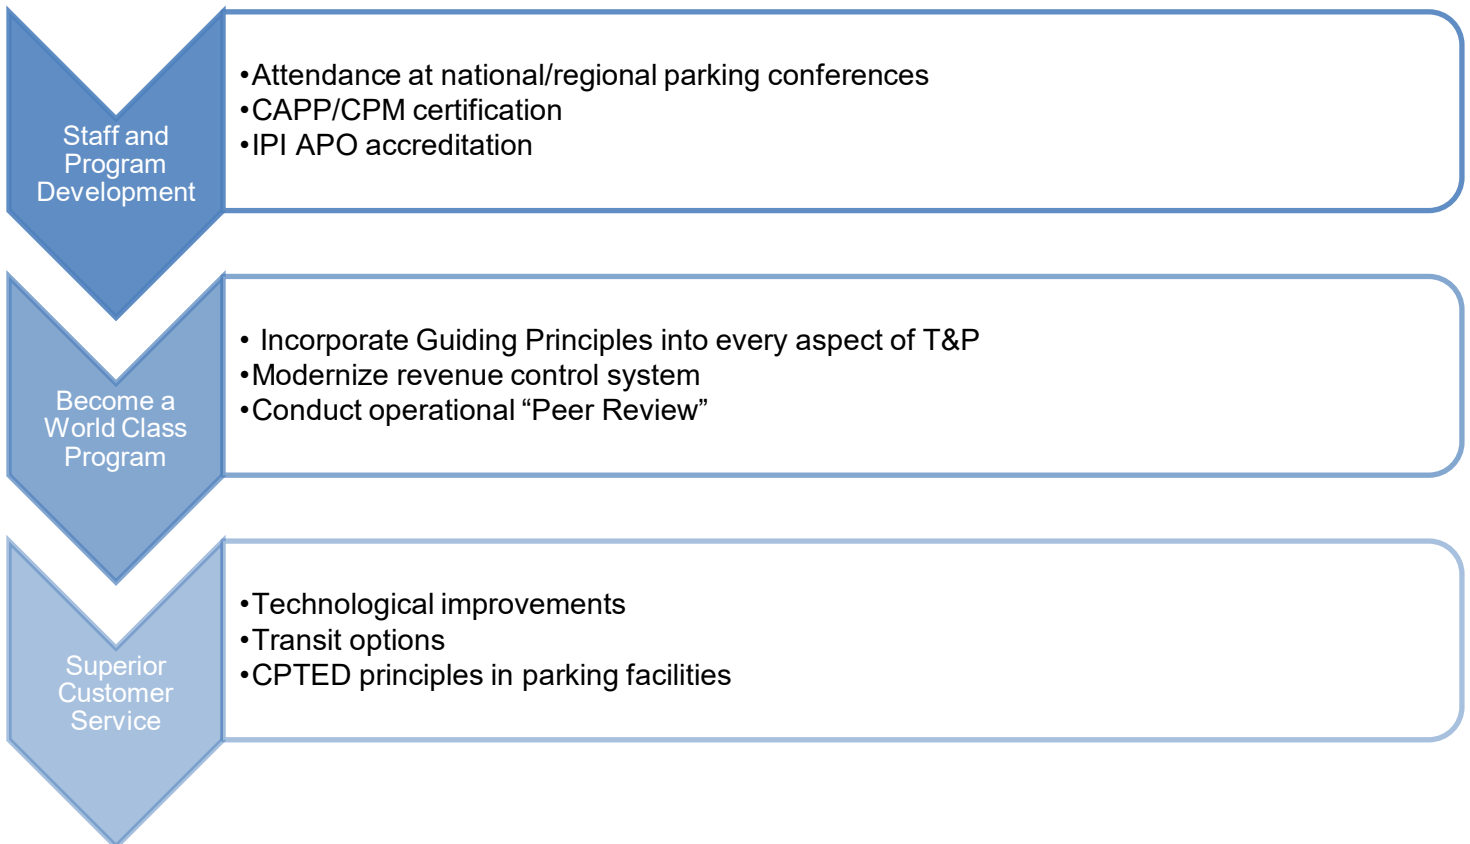 Staff and
Program
Development
•Attendance at national/regional parking conferences
•CAPP/CPM certification
•IPI APO accreditation
Become a
World Class
Program
• Incorporate Guiding Principles into every aspect of T&P
•Modernize revenue control system
•Conduct operational “Peer Review”
Superior
Customer
Service
•Technological improvements
•Transit options
•CPTED principles in parking facilities